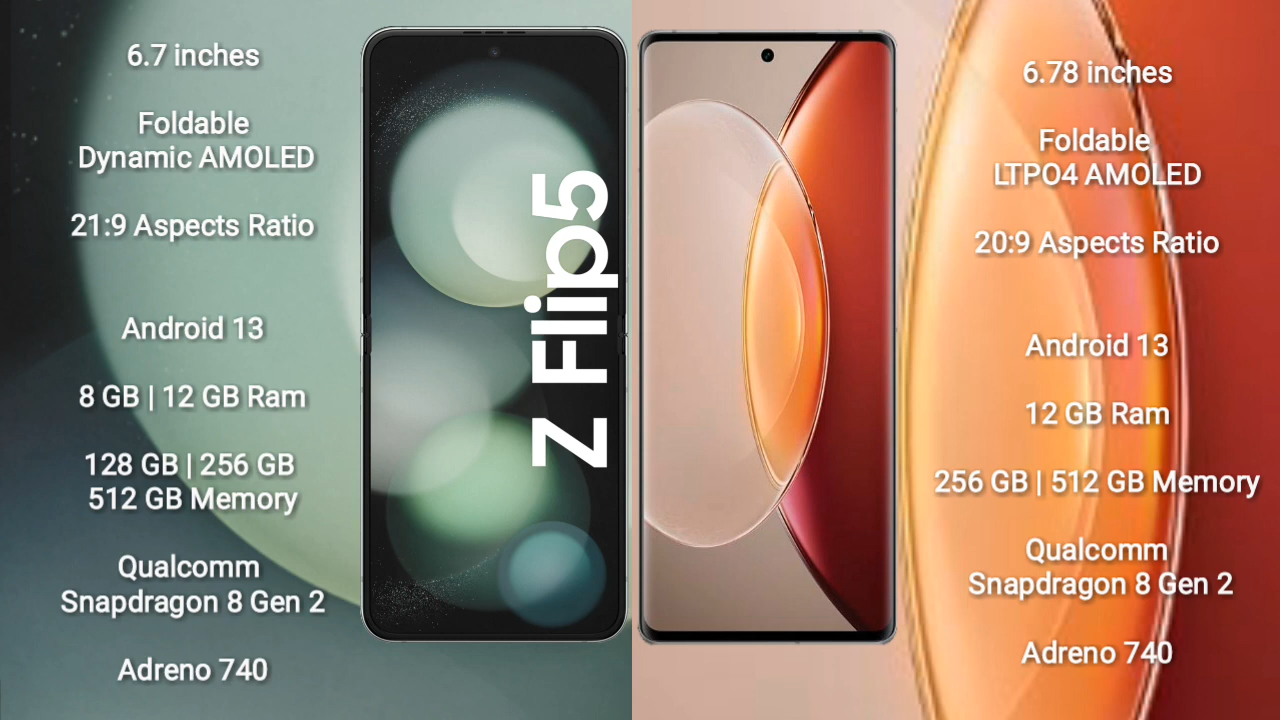 6.7 inches
Foldable
Dynamic AMOLED
21:9 Aspects Ratio
Android 13
8 GB | 12 GB Ram
128 GB | 256 GB
512 GB Memory
Qualcomm
Snapdragon 8 Gen 2
Adreno 740
Z Flip5
6.78 inches
Foldable
LTPO4 AMOLED
20:9 Aspects Ratio
Android 13
12 GB Ram
256 GB | 512 GB Memory
Qualcomm
Snapdragon 8 Gen 2
Adreno 740